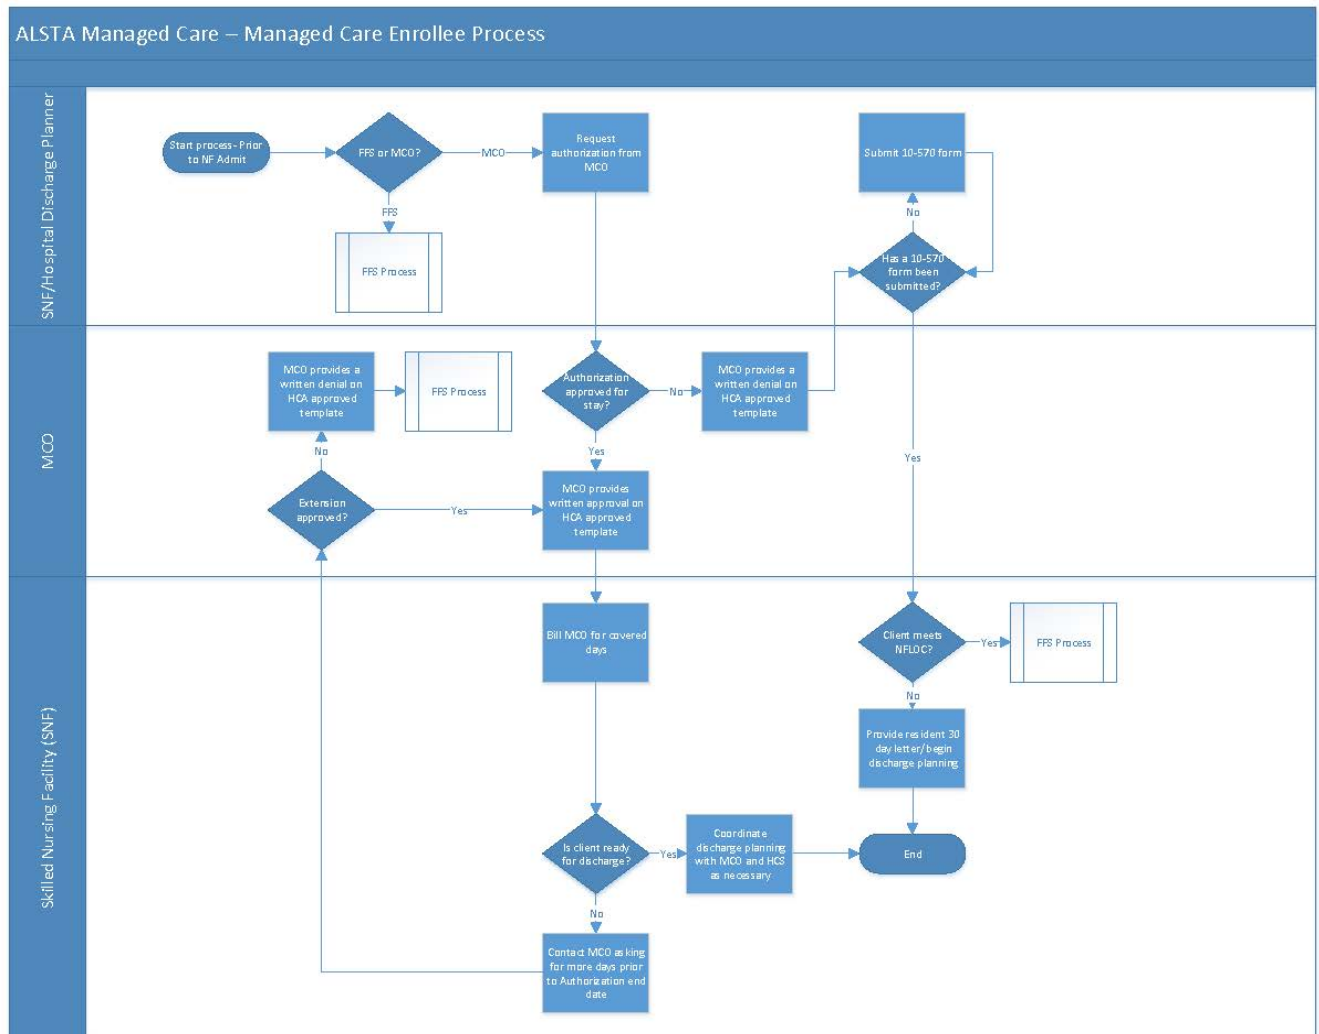 ALSTA Managed Care – Managed Care Enrollee Process
SNF/Hospital Discharge Planner
Start process- Prior
to NF Admit
FFS or MCO?
MCO
Request
authorization from
MCO
FFS
FFS Process
Submit 10-570 form
No
Has a 10-570
form been
submitted?
MCO
MCO provides a
written denial on
HCA approved
template
FFS Process
Authorization
approved for
stay?
No
MCO provides a
written denial on
HCA approved
template
No
Yes
Yes
Extension
approved?
Yes
MCO provides
written approval on
HCA approved
template
Skilled Nursing Facility (SNF)
Bill MCO for covered
days
Client meets
NFLOC?
Yes
FFS Process
No
Provide resident 30
day letter/begin
discharge planning
Is client ready
for discharge?
Yes
Coordinate
discharge planning
with MCO and HCS
as necessary
End
No
Contact MCO asking
for more days prior
to Authorization end
date